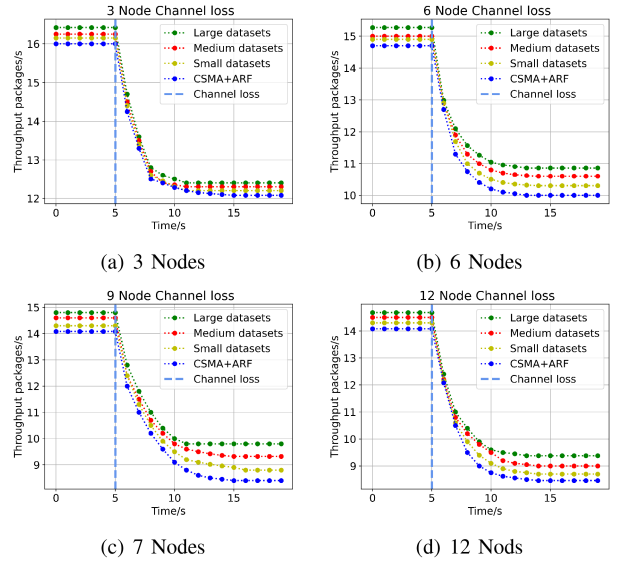 3 Node Channel loss
Throughput packages/s
16
15
14
13
12
0
5
10
15
Time/s
Large datasets
Medium datasets
Small datasets
CSMA+ARF
Channel loss
(a) 3 Nodes
6 Node Channel loss
Throughput packages/s
15
14
13
12
11
10
0
5
10
15
Time/s
Large datasets
Medium datasets
Small datasets
CSMA+ARF
Channel loss
(b) 6 Nodes
9 Node Channel loss
Throughput packages/s
15
14
13
12
11
10
9
0
5
10
15
Time/s
Large datasets
Medium datasets
Small datasets
CSMA+ARF
Channel loss
(c) 7 Nodes
12 Node Channel loss
Throughput packages/s
14
13
12
11
10
9
0
5
10
15
Time/s
Large datasets
Medium datasets
Small datasets
CSMA+ARF
Channel loss
(d) 12 Nods